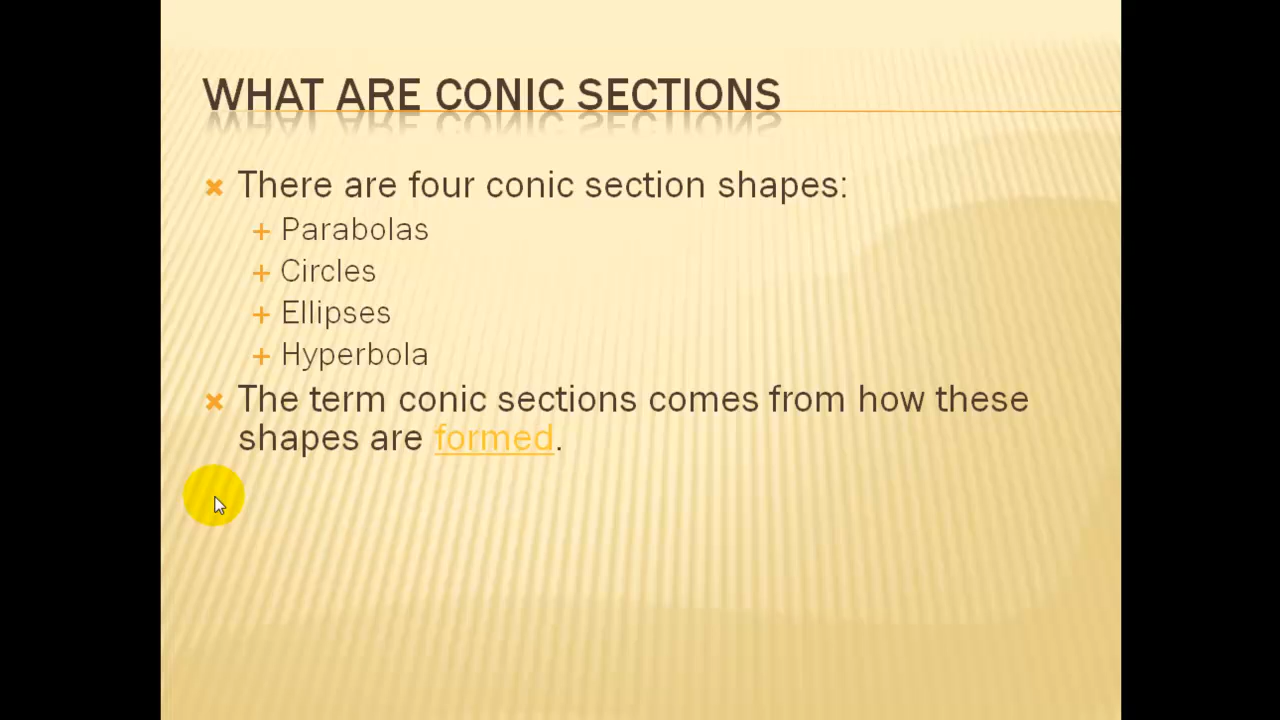 WHAT ARE CONIC SECTIONS
There are four conic section shapes:
Parabolas
Circles
Ellipses
Hyperbola
The term conic sections comes from how these
shapes are formed.